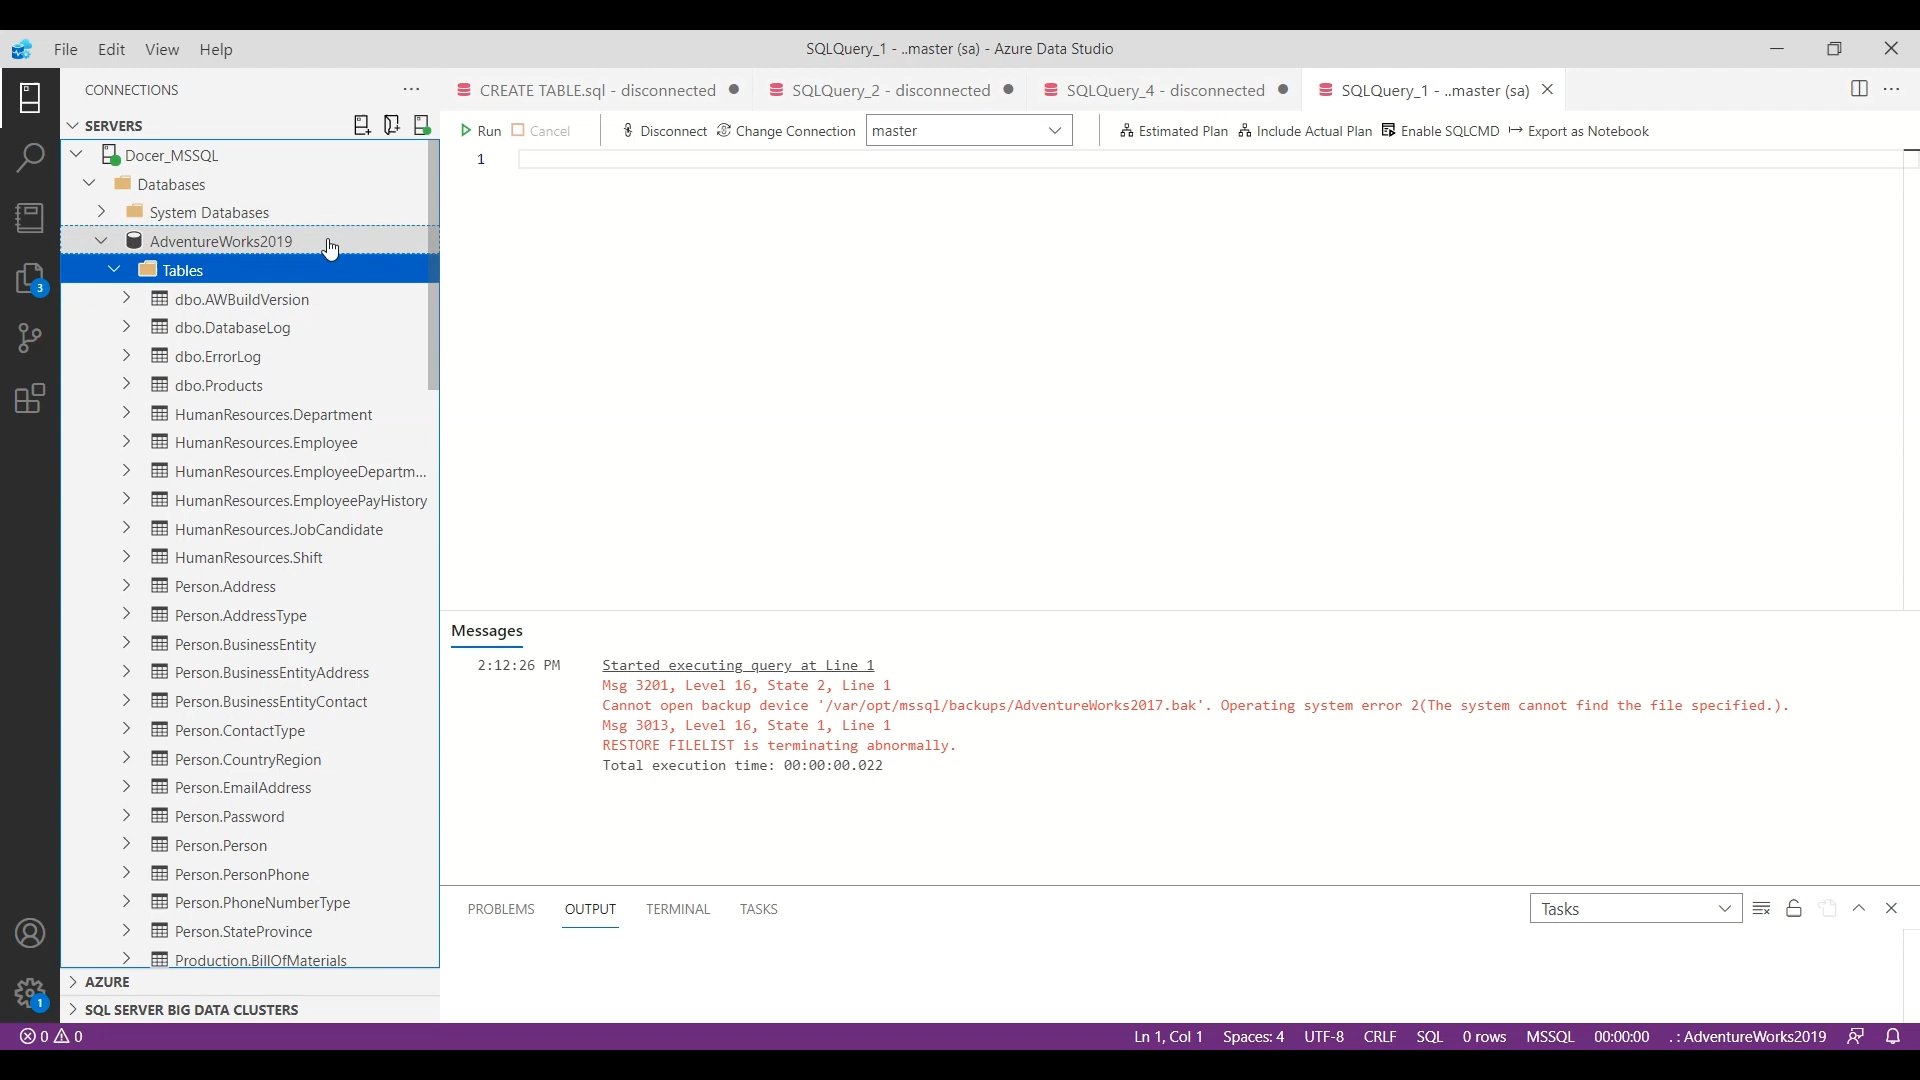 File Edit View Help
SQLQuery_1 - ..master (sa) - Azure Data Studio
CONNECTIONS
CREATE TABLE.sql - disconnected
SQLQuery_2 - disconnected
SQLQuery_4 - disconnected
SQLQuery_1 - ..master (sa)
SERVERS
Run Cancel Disconnect Change Connection master Estimated Plan Include Actual Plan Enable SQLCMD Export as Notebook
1
Docer_MSSQL
Databases
System Databases
AdventureWorks2019
Tables
dbo.AWBuildVersion
dbo.DatabaseLog
dbo.ErrorLog
dbo.Products
HumanResources.Department
HumanResources.Employee
HumanResources.EmployeeDepartm...
HumanResources.EmployeePayHistory
HumanResources.JobCandidate
HumanResources.Shift
Person.Address
Person.AddressType
Person.BusinessEntity
Person.BusinessEntityAddress
Person.BusinessEntityContact
Person.ContactType
Person.CountryRegion
Person.EmailAddress
Person.Password
Person.Person
Person.PersonPhone
Person.PhoneNumberType
Person.StateProvince
Production.BillOfMaterials
AZURE
SQL SERVER BIG DATA CLUSTERS
3
1
Messages
2:12:26 PM Started executing query at Line 1
Msg 3201, Level 16, State 2, Line 1
Cannot open backup device '/var/opt/mssql/backups/AdventureWorks2017.bak'. Operating system error 2(The system cannot find the file specified.).
Msg 3013, Level 16, State 1, Line 1
RESTORE FILELIST is terminating abnormally.
Total execution time: 00:00:00.022
PROBLEMS OUTPUT TERMINAL TASKS Tasks
0 0 Ln 1, Col 1 Spaces: 4 UTF-8 CRLF SQL 0 rows MSSQL 00:00:00 . : AdventureWorks2019